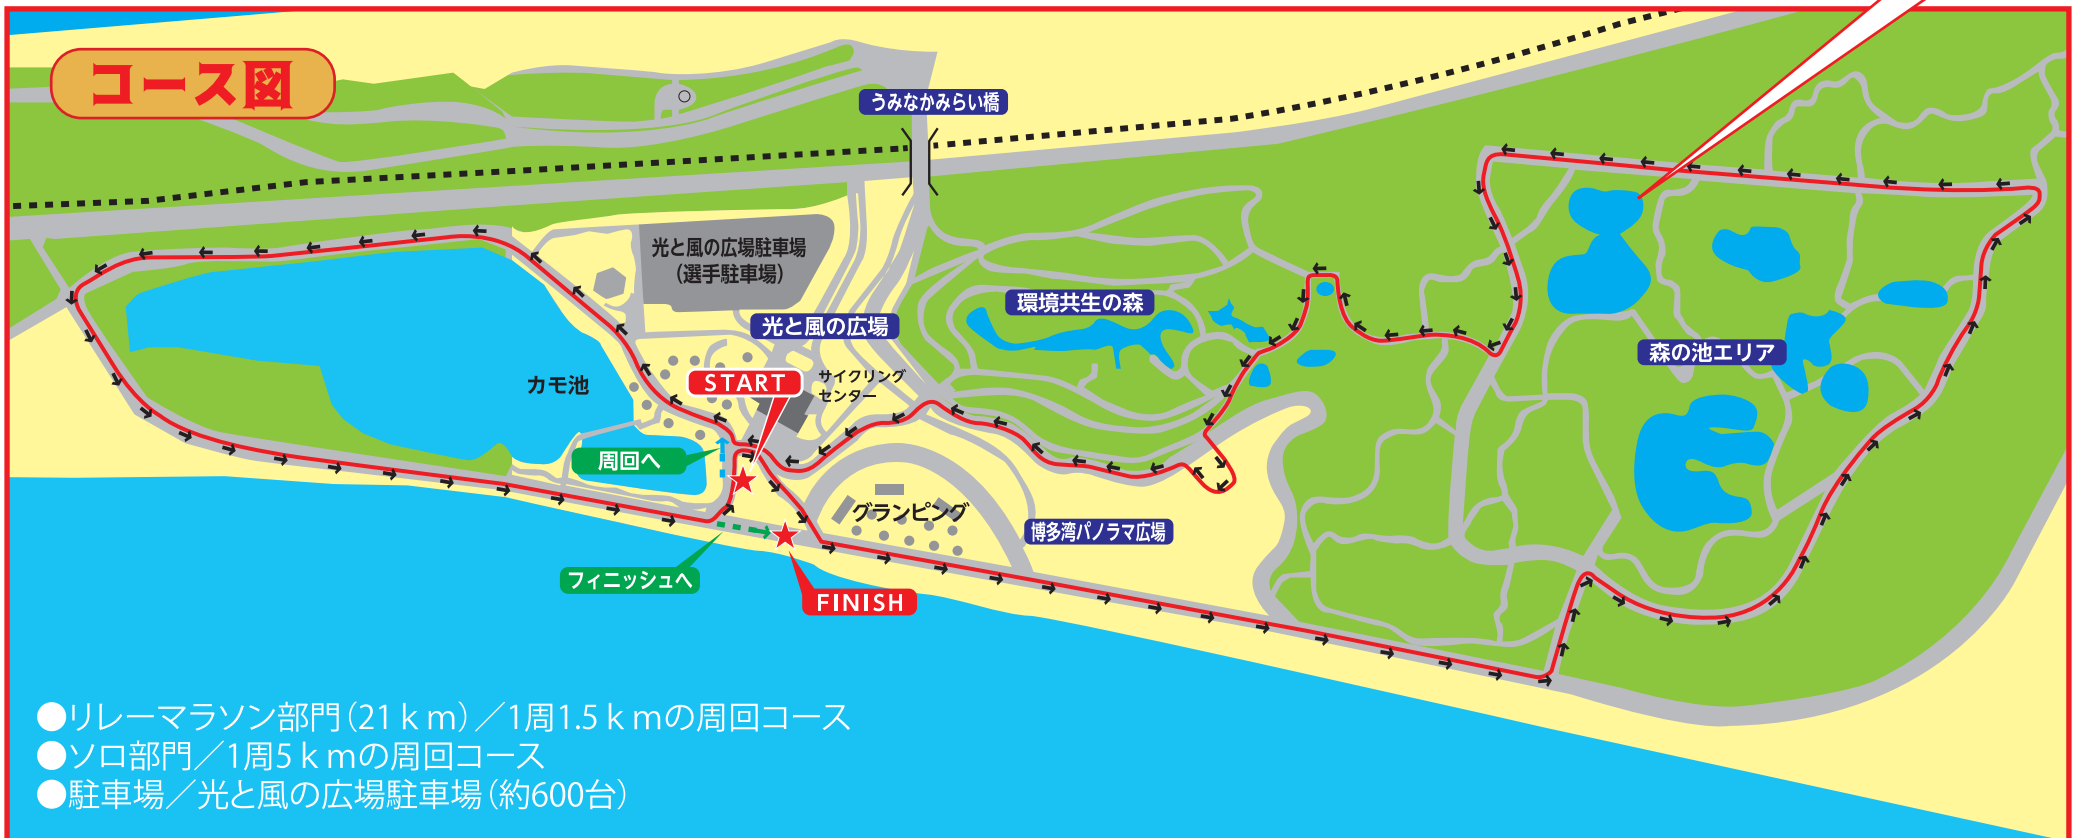 コース図
うみなかみらい橋
光と風の広場駐車場
(選手駐車場)
環境共生の森
光と風の広場
森の池エリア
サイクリング
センター
START
カモ池
周回へ
グランピング
博多湾パノラマ広場
フィニッシュへ
FINISH
●リレーマラソン部門(21km)/1周1.5kmの周回コース
●ソロ部門/1周5kmの周回コース
●駐車場/光と風の広場駐車場(約600台)